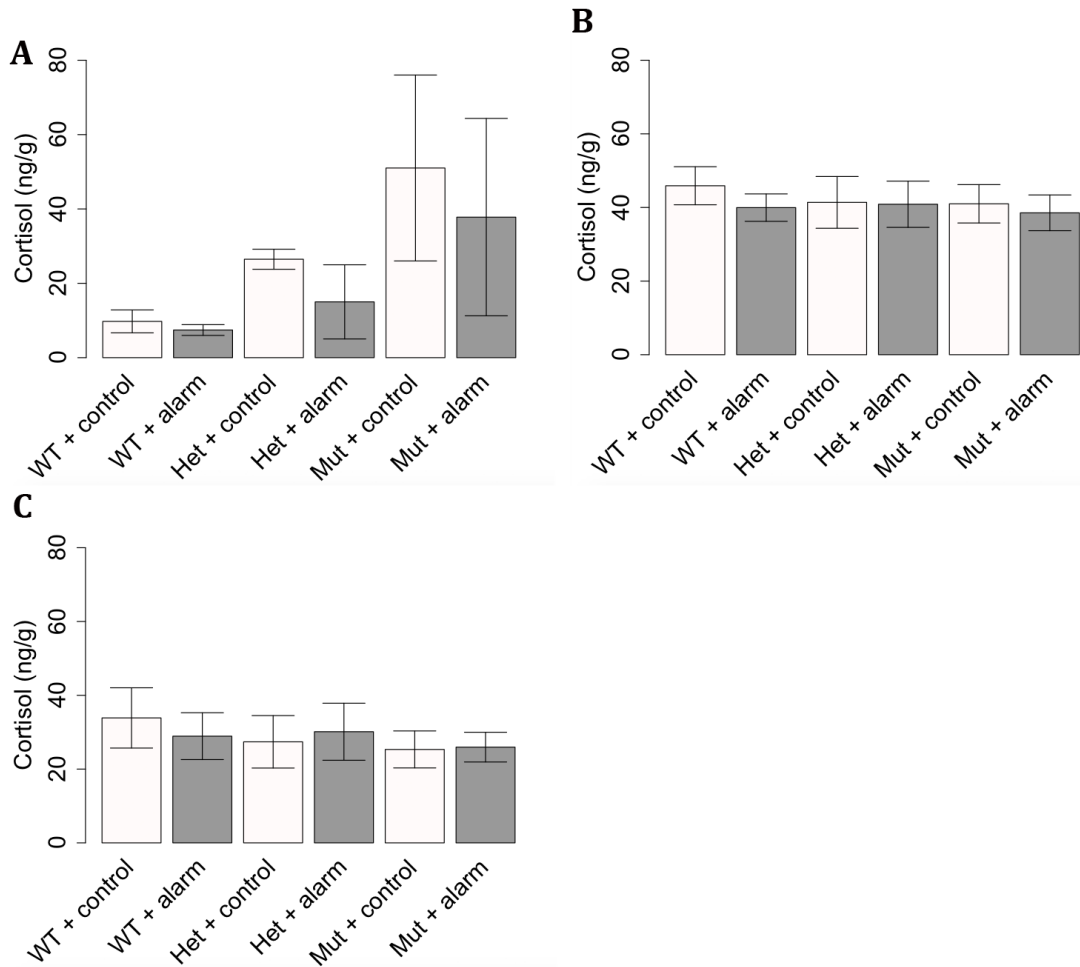 A
Cortisol (ng/g)
0 20 40 60 80
WT + control
WT + alarm
Het + control
Het + alarm
Mut + control
Mut + alarm
B
Cortisol (ng/g)
0 20 40 60 80
WT + control
WT + alarm
Het + control
Het + alarm
Mut + control
Mut + alarm
C
Cortisol (ng/g)
0 20 40 60 80
WT + control
WT + alarm
Het + control
Het + alarm
Mut + control
Mut + alarm